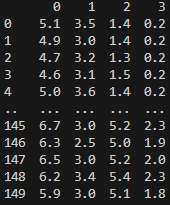 0 1 2 3
0 5.1 3.5 1.4 0.2
1 4.9 3.0 1.4 0.2
2 4.7 3.2 1.3 0.2
3 4.6 3.1 1.5 0.2
4 5.0 3.6 1.4 0.2
.. ... ... ... ...
145 6.7 3.0 5.2 2.3
146 6.3 2.5 5.0 1.9
147 6.5 3.0 5.2 2.0
148 6.2 3.4 5.4 2.3
149 5.9 3.0 5.1 1.8